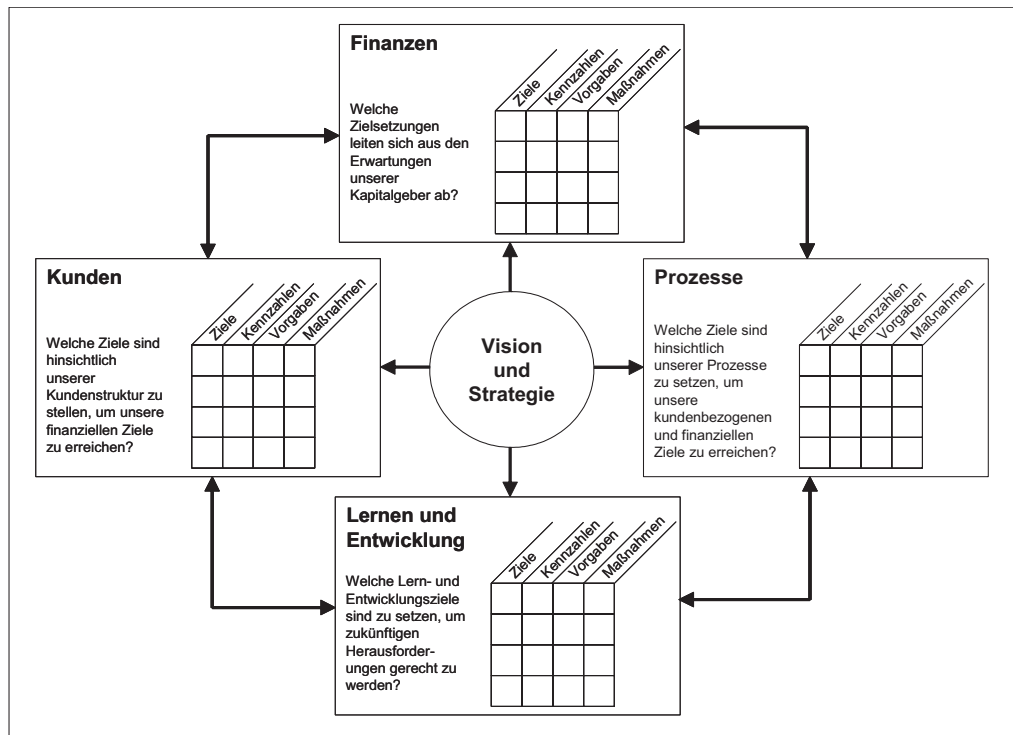 Finanzen
Ziele
Kennzahlen
Vorgaben
Maßnahmen
Welche
Zielsetzungen
leiten sich aus den
Erwartungen
unserer
Kapitalgeber ab?
Kunden
Ziele
Kennzahlen
Vorgaben
Maßnahmen
Welche Ziele sind
hinsichtlich
unserer
Kundenstruktur zu
stellen, um unsere
finanziellen Ziele
zu erreichen?
Vision
und
Strategie
Prozesse
Ziele
Kennzahlen
Vorgaben
Maßnahmen
Welche Ziele sind
hinsichtlich
unserer Prozesse
zu setzen, um
unsere
kundenbezogenen
und finanziellen
Ziele zu erreichen?
Lernen und
Entwicklung
Ziele
Kennzahlen
Vorgaben
Maßnahmen
Welche Lern- und
Entwicklungsziele
sind zu setzen, um
zukünftigen
Herausforder-
ungen gerecht zu
werden?